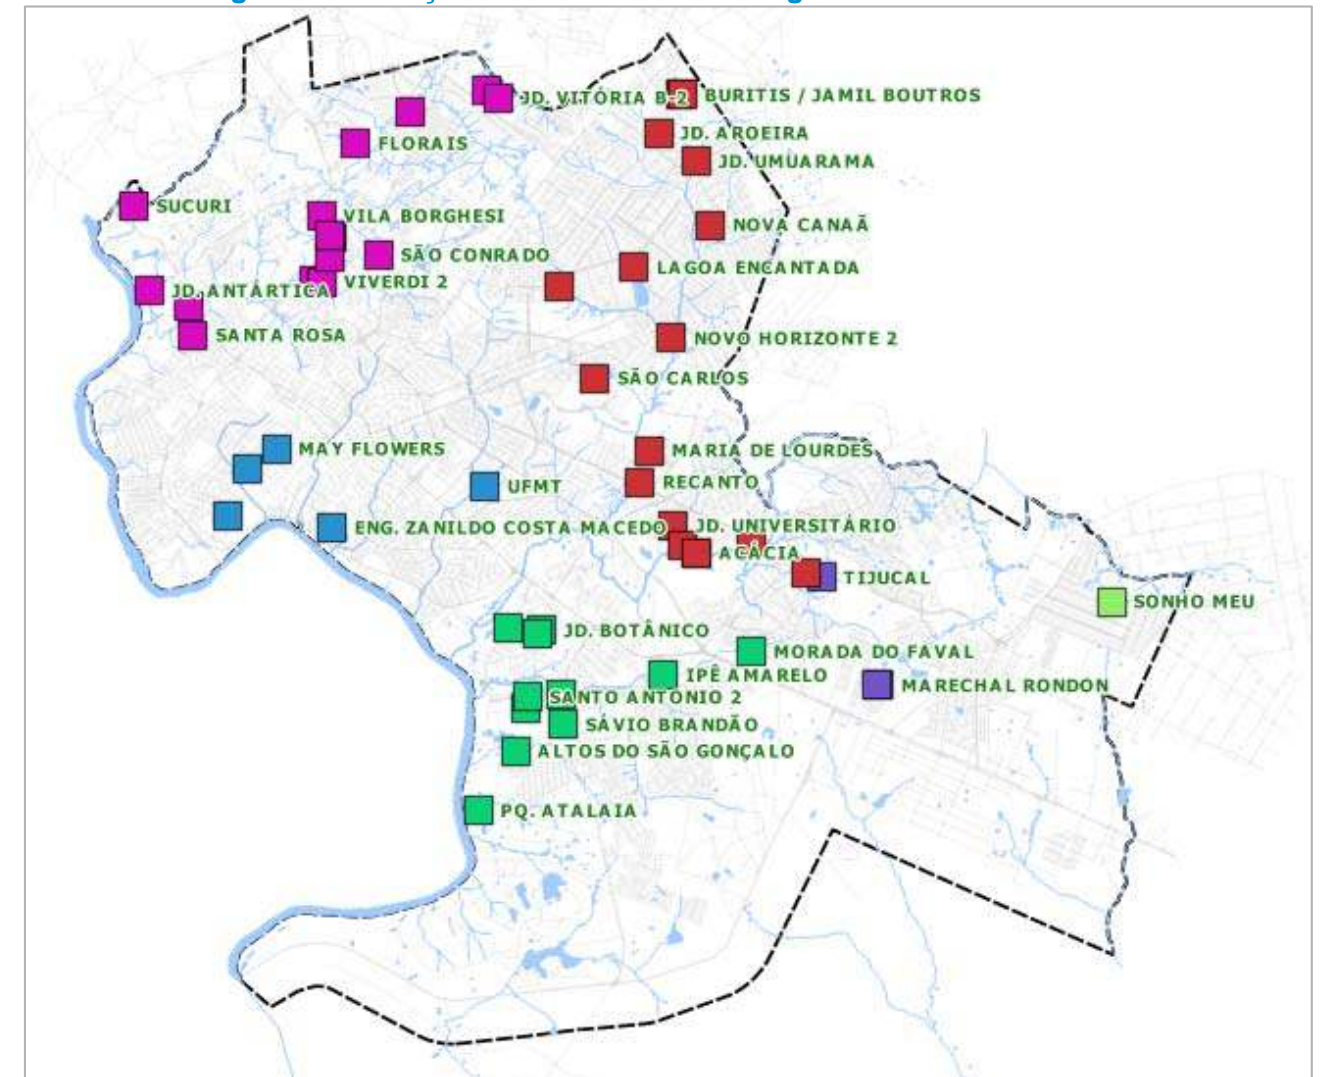 JD. VITÓRIA B-2
BURITIS / JAMIL BOUTROS
JD. AROEIRA
FLORAIS
JD. UMUARAMA
SUCURI
VILA BORGHESI
NOVA CANAÃ
SÃO CONRADO
LAGOA ENCANTADA
VIVERDI 2
JD. ANTÁRTICA
SANTA ROSA
NOVO HORIZONTE 2
SÃO CARLOS
MAY FLOWERS
MARIA DE LOURDES
RECANTO
UFMT
ENG. ZANILDO COSTA MACEDO
JD. UNIVERSITÁRIO
ACÁCIA
TIJUCAL
SONHO MEU
JD. BOTÂNICO
MORADA DO FAVAL
IPÊ AMARELO
MARECHAL RONDON
SANTO ANTÔNIO 2
SÁVIO BRANDÃO
ALTOS DO SÃO GONÇALO
PQ. ATALAIA